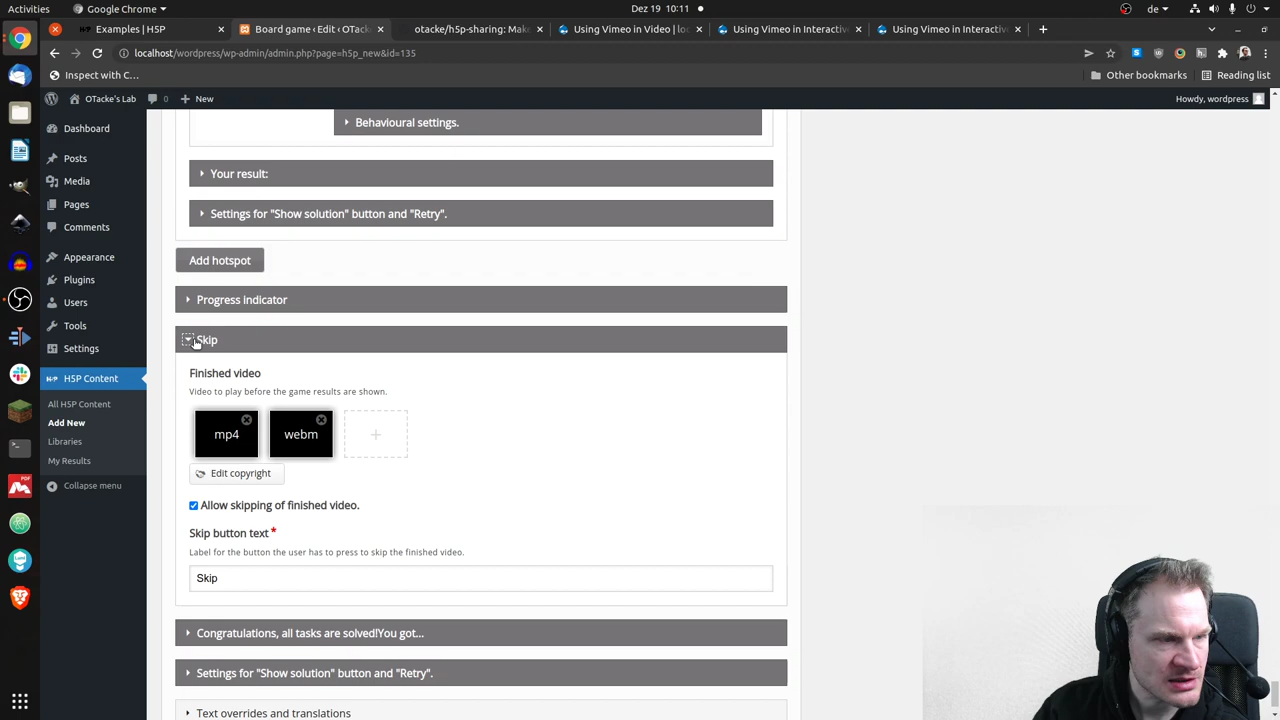 Activities
Google Chrome
Dez 19 10:11
de
Examples | H5P
Board game ‹ Edit ‹ OTacke
otacke/h5p-sharing: Make
Using Vimeo in Video | loc
Using Vimeo in Interactive
Using Vimeo in Interactive
localhost/wordpress/wp-admin/admin.php?page=h5p_new&id=135
Inspect with C...
Other bookmarks
Reading list
OTacke's Lab
0
New
Howdy, wordpress
Dashboard
Posts
Media
Pages
Comments
Appearance
Plugins
Users
Tools
Settings
H5P Content
All H5P Content
Add New
Libraries
My Results
Collapse menu
Behavioural settings.
Your result:
Settings for "Show solution" button and "Retry".
Add hotspot
Progress indicator
Skip
Finished video
Video to play before the game results are shown.
mp4
webm
Edit copyright
Allow skipping of finished video.
Skip button text *
Label for the button the user has to press to skip the finished video.
Skip
Congratulations, all tasks are solved!You got...
Settings for "Show solution" button and "Retry".
Text overrides and translations